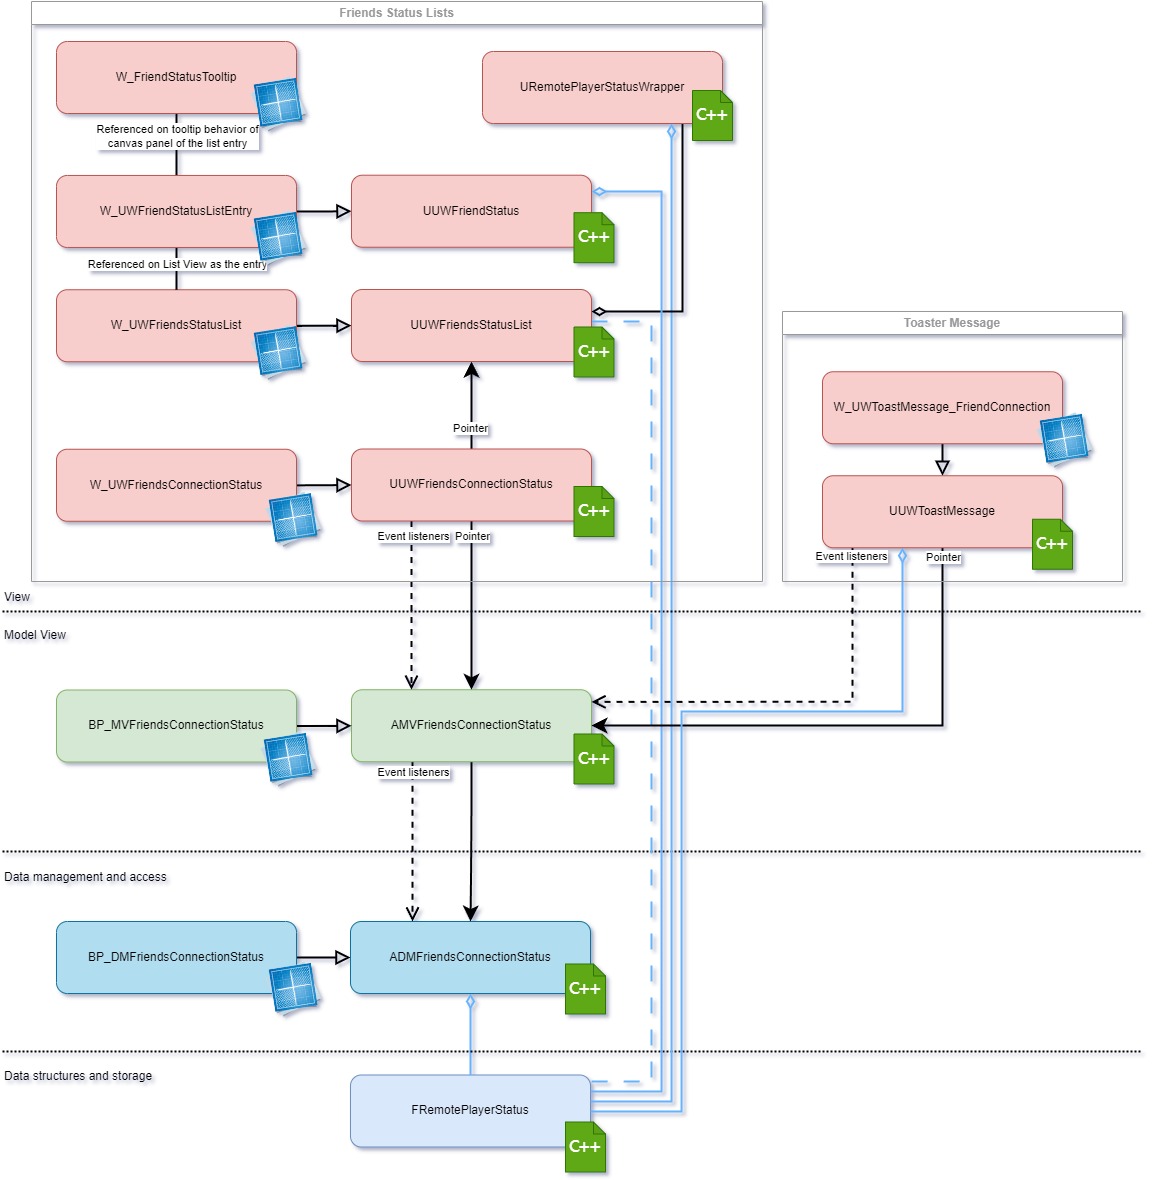 Friends Status Lists
W_FriendStatusTooltip
URemotePlayerStatusWrapper
C++
Referenced on tooltip behavior of
canvas panel of the list entry
W_UWFriendStatusListEntry
UUWFriendStatus
C++
Referenced on List View as the entry
W_UWFriendsStatusList
UUWFriendsStatusList
C++
Toaster Message
W_UWToastMessage_FriendConnection
Pointer
W_UWFriendsConnectionStatus
UUWFriendsConnectionStatus
C++
UUWToastMessage
C++
Event listeners
Pointer
Event listeners
Pointer
View
Model View
BP_MVFriendsConnectionStatus
AMVFriendsConnectionStatus
C++
Event listeners
Data management and access
BP_DMFriendsConnectionStatus
ADMFriendsConnectionStatus
C++
Data structures and storage
FRemotePlayerStatus
C++